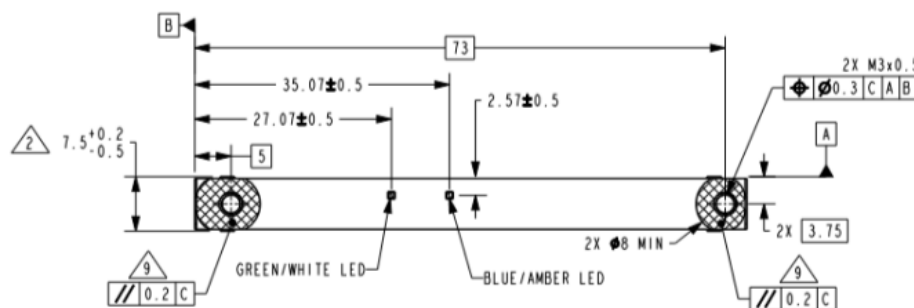 B
73
2X M3x0.5
⌖ Ø0.3 C A B
35.07±0.5
2.57±0.5
27.07±0.5
A
2
7.5 +0.2
-0.5
5
2X Ø8 MIN
2X 3.75
GREEN/WHITE LED
BLUE/AMBER LED
9
// 0.2 C
9
// 0.2 C